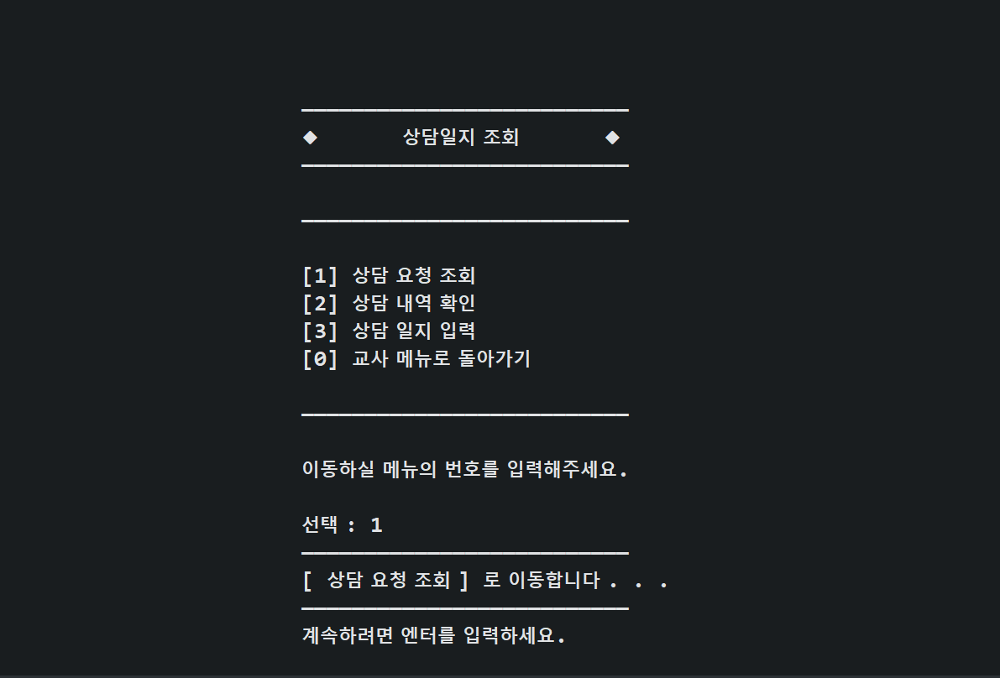 ◆ 상담일지 조회 ◆
[1] 상담 요청 조회
[2] 상담 내역 확인
[3] 상담 일지 입력
[0] 교사 메뉴로 돌아가기
이동하실 메뉴의 번호를 입력해주세요.
선택 : 1
[ 상담 요청 조회 ] 로 이동합니다 . . .
계속하려면 엔터를 입력하세요.